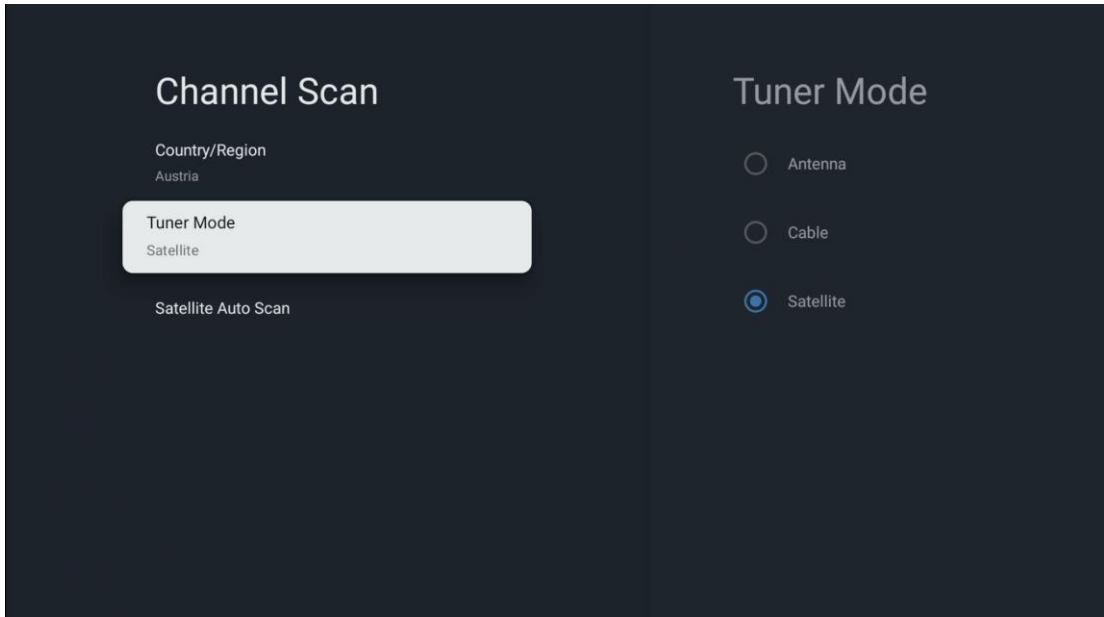 Channel Scan
Country/Region
Austria
Tuner Mode
Satellite
Satellite Auto Scan
Tuner Mode
Antenna
Cable
Satellite